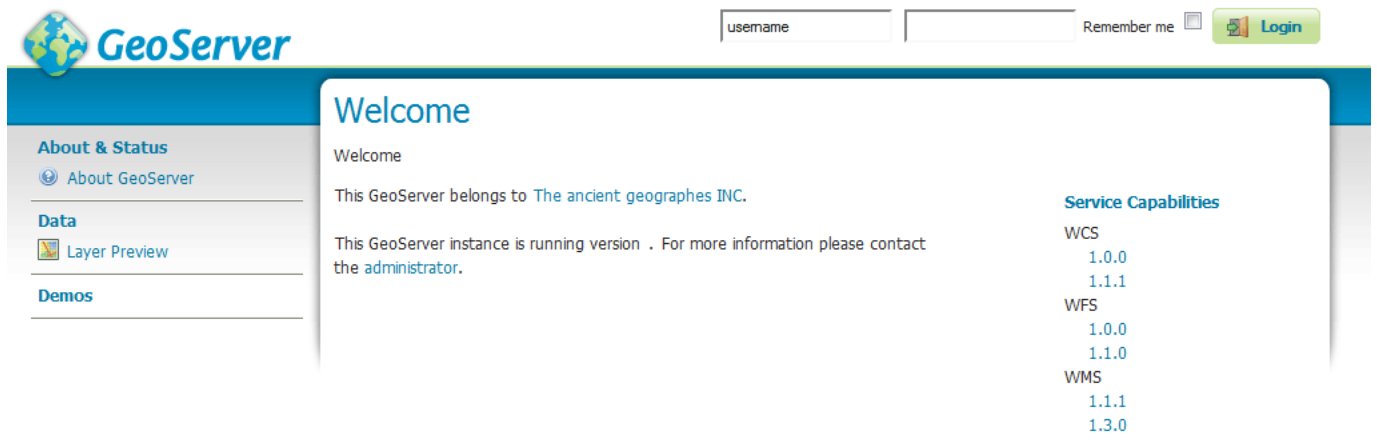 GeoServer
username
Remember me
Login
About & Status
About GeoServer
Data
Layer Preview
Demos
Welcome
Welcome
This GeoServer belongs to The ancient geographes INC.
This GeoServer instance is running version . For more information please contact
the administrator.
Service Capabilities
WCS
1.0.0
1.1.1
WFS
1.0.0
1.1.0
WMS
1.1.1
1.3.0